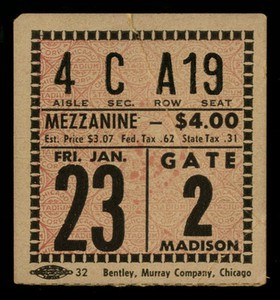 4 C A 19
AISLE SEC. ROW SEAT
MEZZANINE — $4.00
Est. Price $3.07 Fed. Tax .62 State Tax .31
FRI. JAN. GATE
23 2
MADISON
32 Bentley, Murray Company, Chicago